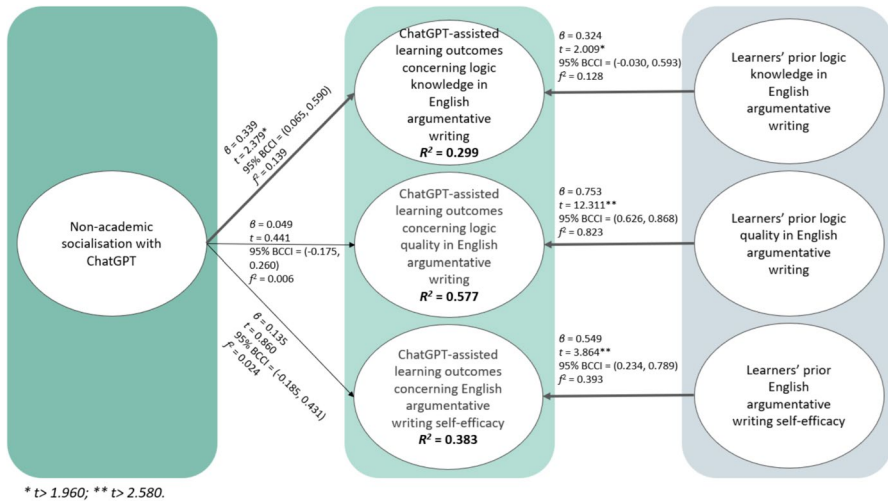 Non-academic
socialisation with
ChatGPT
β = 0.339
t = 2.379*
95% BCCI = (0.065, 0.590)
f² = 0.139
β = 0.049
t = 0.441
95% BCCI = (-0.175,
0.260)
f² = 0.006
β = 0.135
t = 0.860
95% BCCI = (-0.185, 0.431)
f² = 0.024
ChatGPT-assisted
learning outcomes
concerning logic
knowledge in
English
argumentative
writing
R² = 0.299
ChatGPT-assisted
learning outcomes
concerning logic
quality in English
argumentative
writing
R² = 0.577
ChatGPT-assisted
learning outcomes
concerning English
argumentative
writing self-efficacy
R² = 0.383
β = 0.324
t = 2.009*
95% BCCI = (-0.030, 0.593)
f² = 0.128
β = 0.753
t = 12.311**
95% BCCI = (0.626, 0.868)
f² = 0.823
β = 0.549
t = 3.864**
95% BCCI = (0.234, 0.789)
f² = 0.393
Learners' prior logic
knowledge in
English
argumentative
writing
Learners' prior logic
quality in English
argumentative
writing
Learners' prior
English
argumentative
writing self-efficacy
* t> 1.960; ** t> 2.580.